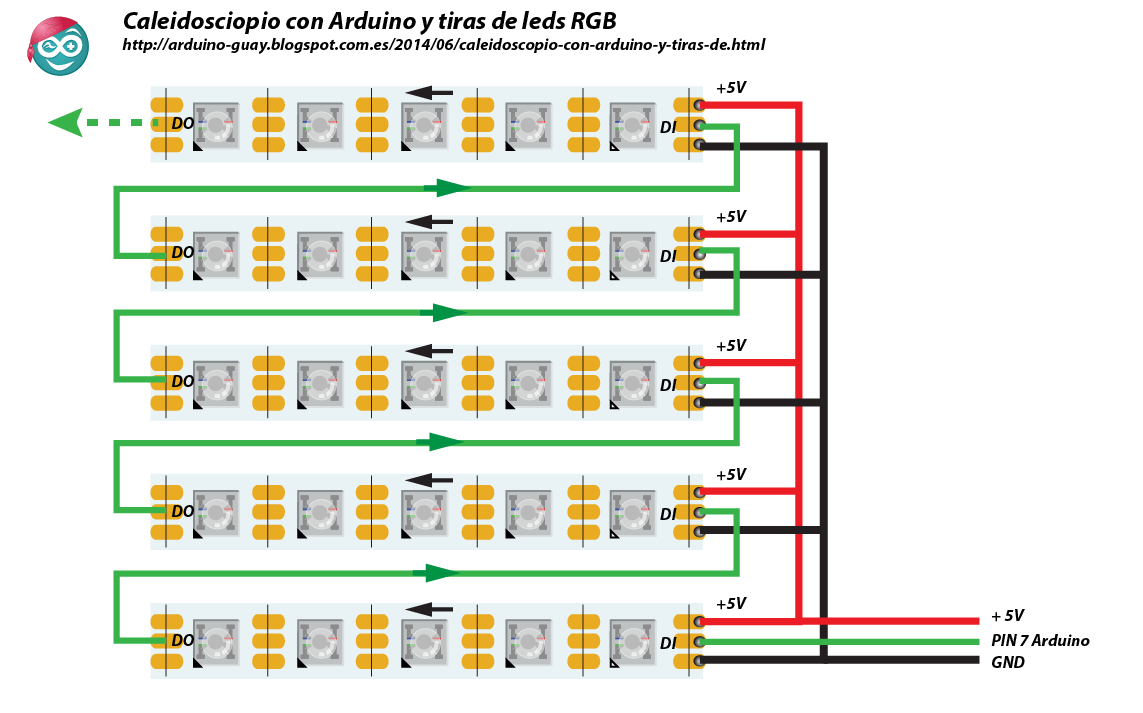 Caleidosciopio con Arduino y tiras de leds RGB
http://arduino-guay.blogspot.com.es/2014/06/caleidoscopio-con-arduino-y-tiras-de.html
+5V
DO
DI
+5V
DO
DI
+5V
DO
DI
+5V
DO
DI
+5V
DO
DI
+ 5V
PIN 7 Arduino
GND